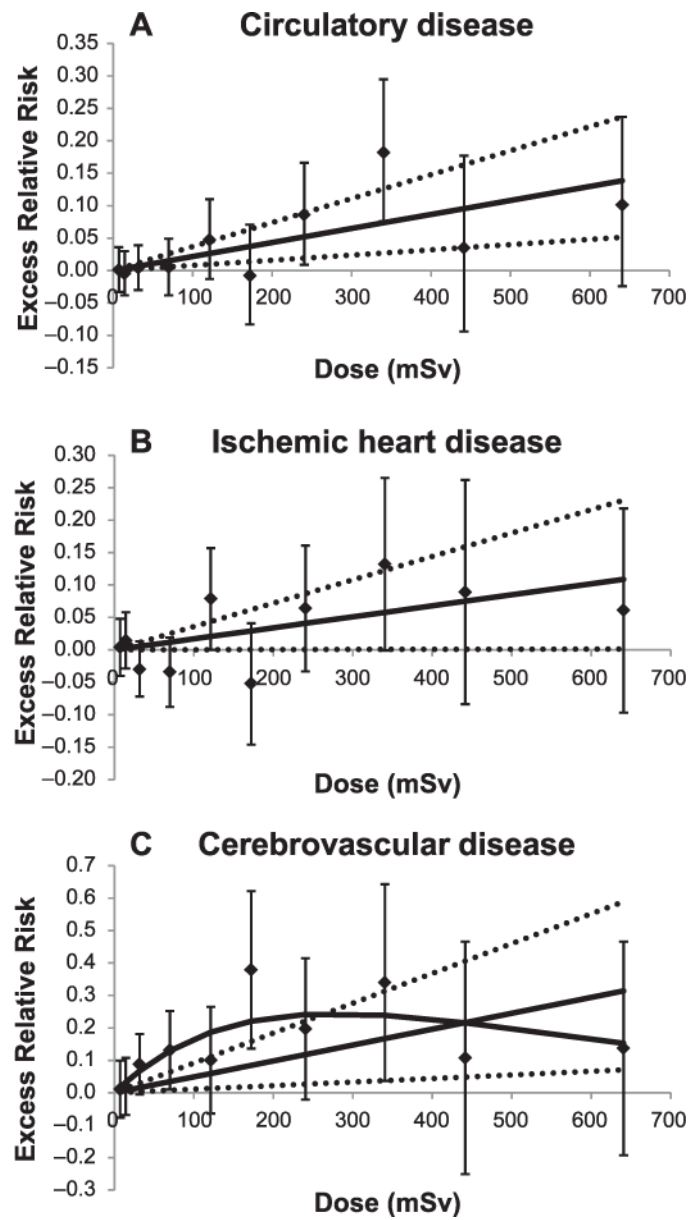 A Circulatory disease
Excess Relative Risk
0.35
0.30
0.25
0.20
0.15
0.10
0.05
0.00
–0.05
–0.10
–0.15
0 100 200 300 400 500 600 700
Dose (mSv)
B Ischemic heart disease
Excess Relative Risk
0.30
0.25
0.20
0.15
0.10
0.05
0.00
–0.05
–0.10
–0.15
–0.20
0 100 200 300 400 500 600 700
Dose (mSv)
C Cerebrovascular disease
Excess Relative Risk
0.7
0.6
0.5
0.4
0.3
0.2
0.1
0.0
0.1
0.2
0.3
0 100 200 300 400 500 600 700
Dose (mSv)